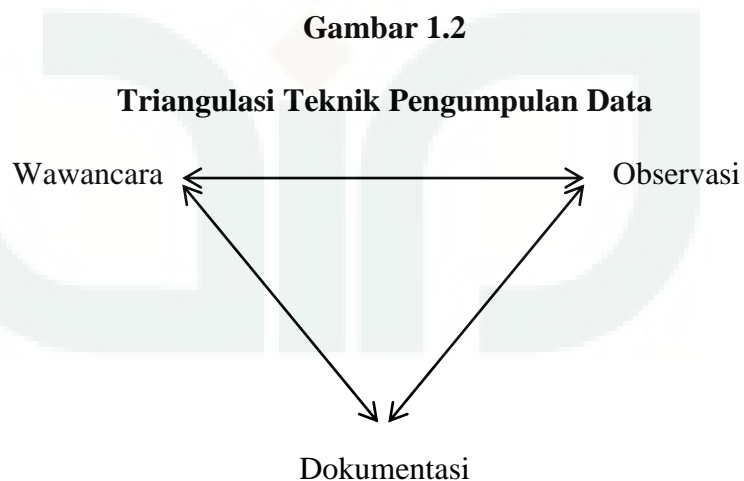 Gambar 1.2
Triangulasi Teknik Pengumpulan Data
Wawancara Observasi
Dokumentasi